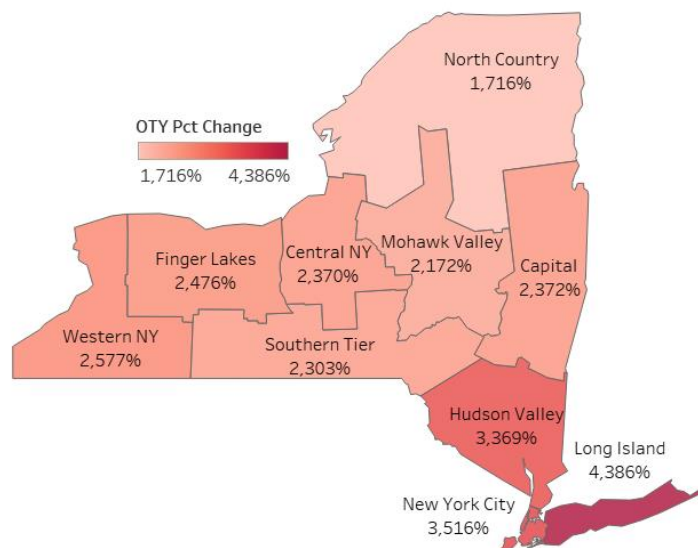 North Country
1,716%
OTY Pct Change
1,716% 4,386%
Mohawk Valley
2,172%
Central NY
2,370%
Finger Lakes
2,476%
Capital
2,372%
Western NY
2,577%
Southern Tier
2,303%
Hudson Valley
3,369%
Long Island
4,386%
New York City
3,516%